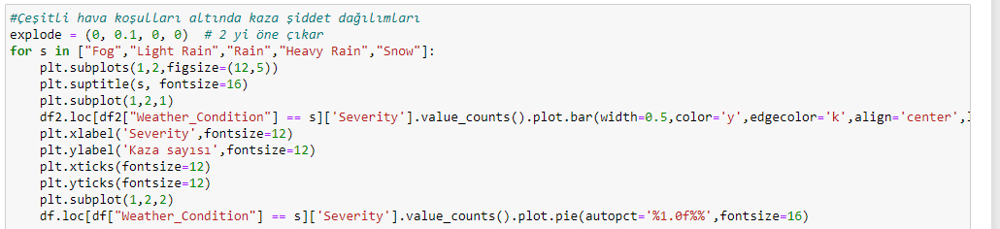 #Çeşitli hava koşulları altında kaza şiddet dağılımları
explode = (0, 0.1, 0, 0)  # 2 yi öne çıkar
for s in ["Fog","Light Rain","Rain","Heavy Rain","Snow"]:
    plt.subplots(1,2,figsize=(12,5))
    plt.suptitle(s, fontsize=16)
    plt.subplot(1,2,1)
    df2.loc[df2["Weather_Condition"] == s]['Severity'].value_counts().plot.bar(width=0.5,color='y',edgecolor='k',align='center',
    plt.xlabel('Severity',fontsize=12)
    plt.ylabel('Kaza sayısı',fontsize=12)
    plt.xticks(fontsize=12)
    plt.yticks(fontsize=12)
    plt.subplot(1,2,2)
    df.loc[df["Weather_Condition"] == s]['Severity'].value_counts().plot.pie(autopct='%1.0f%%',fontsize=16)